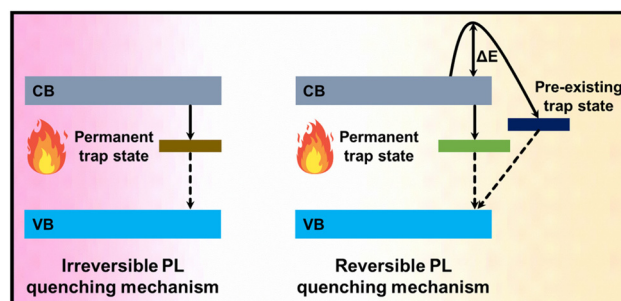 CB
Permanent
trap state
VB
Irreversible PL
quenching mechanism
ΔE
CB
Pre-existing
trap state
Permanent
trap state
VB
Reversible PL
quenching mechanism